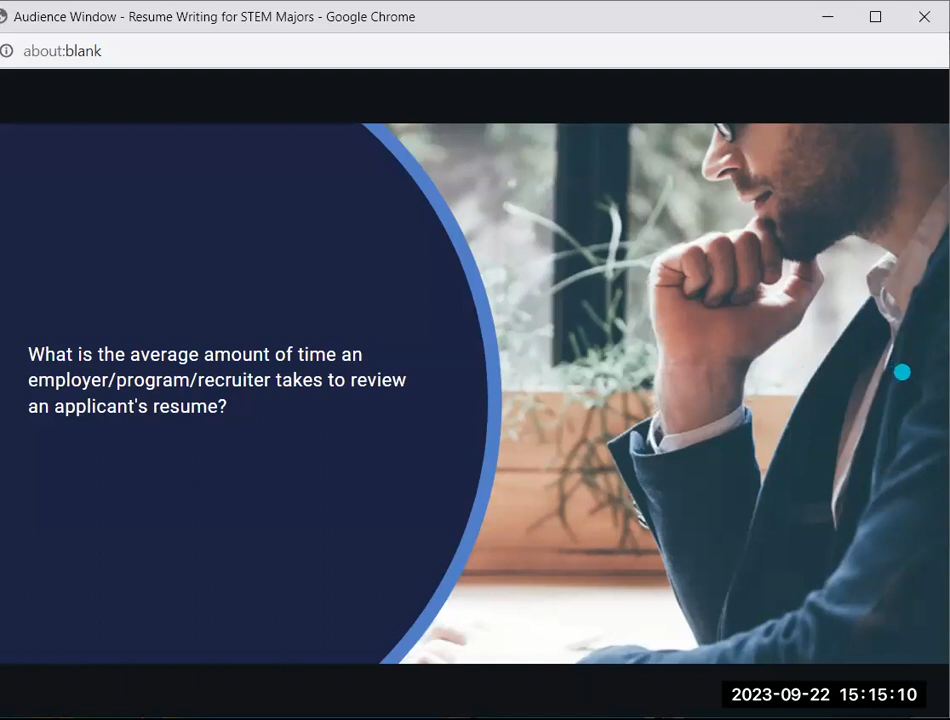 Audience Window - Resume Writing for STEM Majors - Google Chrome
about:blank
What is the average amount of time an
employer/program/recruiter takes to review
an applicant's resume?
2023-09-22 15:15:10